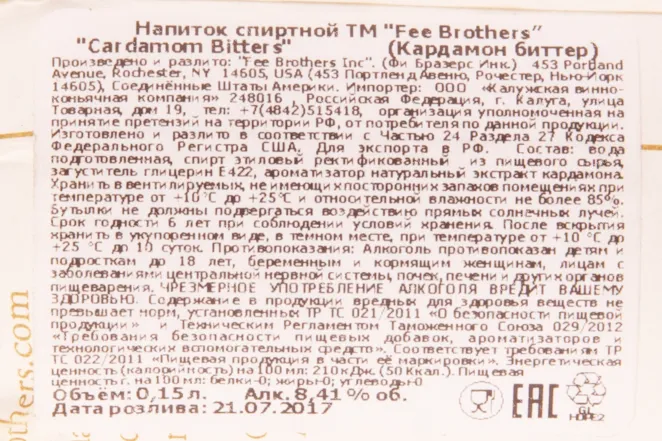 Напиток спиртной ТМ "Fee Brothers"
"Cardamom Bitters" (Кардамон биттер)
Произведено и разлито: "Fee Brothers Inc". (Фи Бразерс Инк.) 453 Portland
Avenue, Rochester, NY 14605, USA (453 Портленд Авеню, Рочестер, Нью-Йорк
14605), Соединённые Штаты Америки. Импортер: ООО «Калужская винно-
коньячная компания» 248016 Российская Федерация, г. Калуга, улица
Товарная, дом 19, тел: +7(4842)515418, организация уполномоченная на
принятие претензий на территории РФ, от потребителя по данной продукции.
Изготовлено и разлито в соответствии с Частью 24 Раздела 27 Кодекса
Федерального Регистра США. Для экспорта в РФ. Состав: вода
подготовленная, спирт этиловый ректификованный из пищевого сырья,
загуститель глицерин Е422, ароматизатор натуральный экстракт кардамона.
Хранить в вентилируемых, не имеющих посторонних запахов помещениях при
температуре от +10 °С до +25°С и относительной влажности не более 85%.
Бутылки не должны подвергаться воздействию прямых солнечных лучей.
Срок годности 6 лет при соблюдении условий хранения. После вскрытия
хранить в укупоренном виде, в темном месте, при температуре от +10 °С до
+25 °С до 10 суток. Противопоказания: Алкоголь противопоказан детям и
подросткам до 18 лет, беременным и кормящим женщинам, лицам с
заболеваниями центральной нервной системы, почек, печени и других органов
пищеварения. ЧРЕЗМЕРНОЕ УПОТРЕБЛЕНИЕ АЛКОГОЛЯ ВРЕДИТ ВАШЕМУ
ЗДОРОВЬЮ. Содержание в продукции вредных для здоровья веществ не
превышает норм, установленных ТР ТС 021/2011 «О безопасности пищевой
продукции» и Техническим Регламентом Таможенного Союза 029/2012
«Требования безопасности пищевых добавок, ароматизаторов и
технологических вспомогательных средств». Соответствует требованиям ТР
ТС 022/2011 «Пищевая продукция в части её маркировки». Энергетическая
ценность (калорийность) на 100 мл: 210 кДж. (50 Ккал.). Пищевая
ценность г. на 100 мл: белки-0; жиры-0; углеводы-0
Объём: 0,15 л. Алк. 8,41 % об.
Дата розлива: 21.07.2017
EAC
GL
thers.com